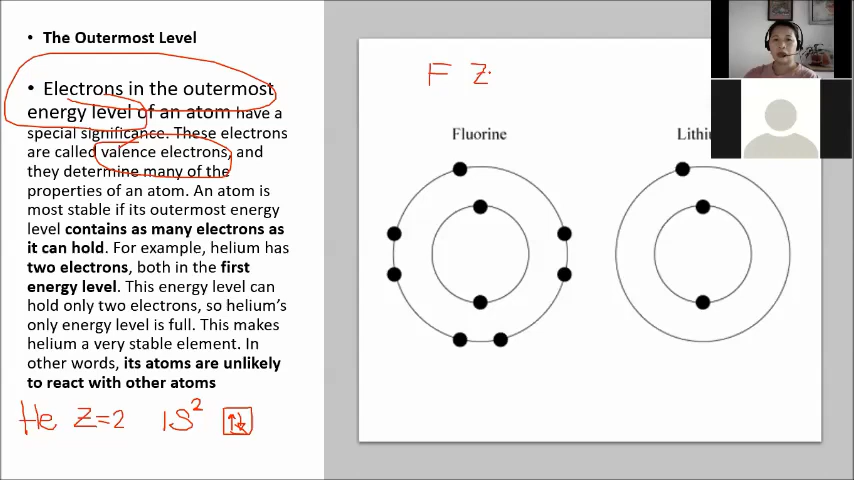 • The Outermost Level
• Electrons in the outermost
energy level of an atom have a
special significance. These electrons
are called valence electrons, and
they determine many of the
properties of an atom. An atom is
most stable if its outermost energy
level contains as many electrons as
it can hold. For example, helium has
two electrons, both in the first
energy level. This energy level can
hold only two electrons, so helium's
only energy level is full. This makes
helium a very stable element. In
other words, its atoms are unlikely
to react with other atoms
He Z=2 1S²
F Z
Fluorine